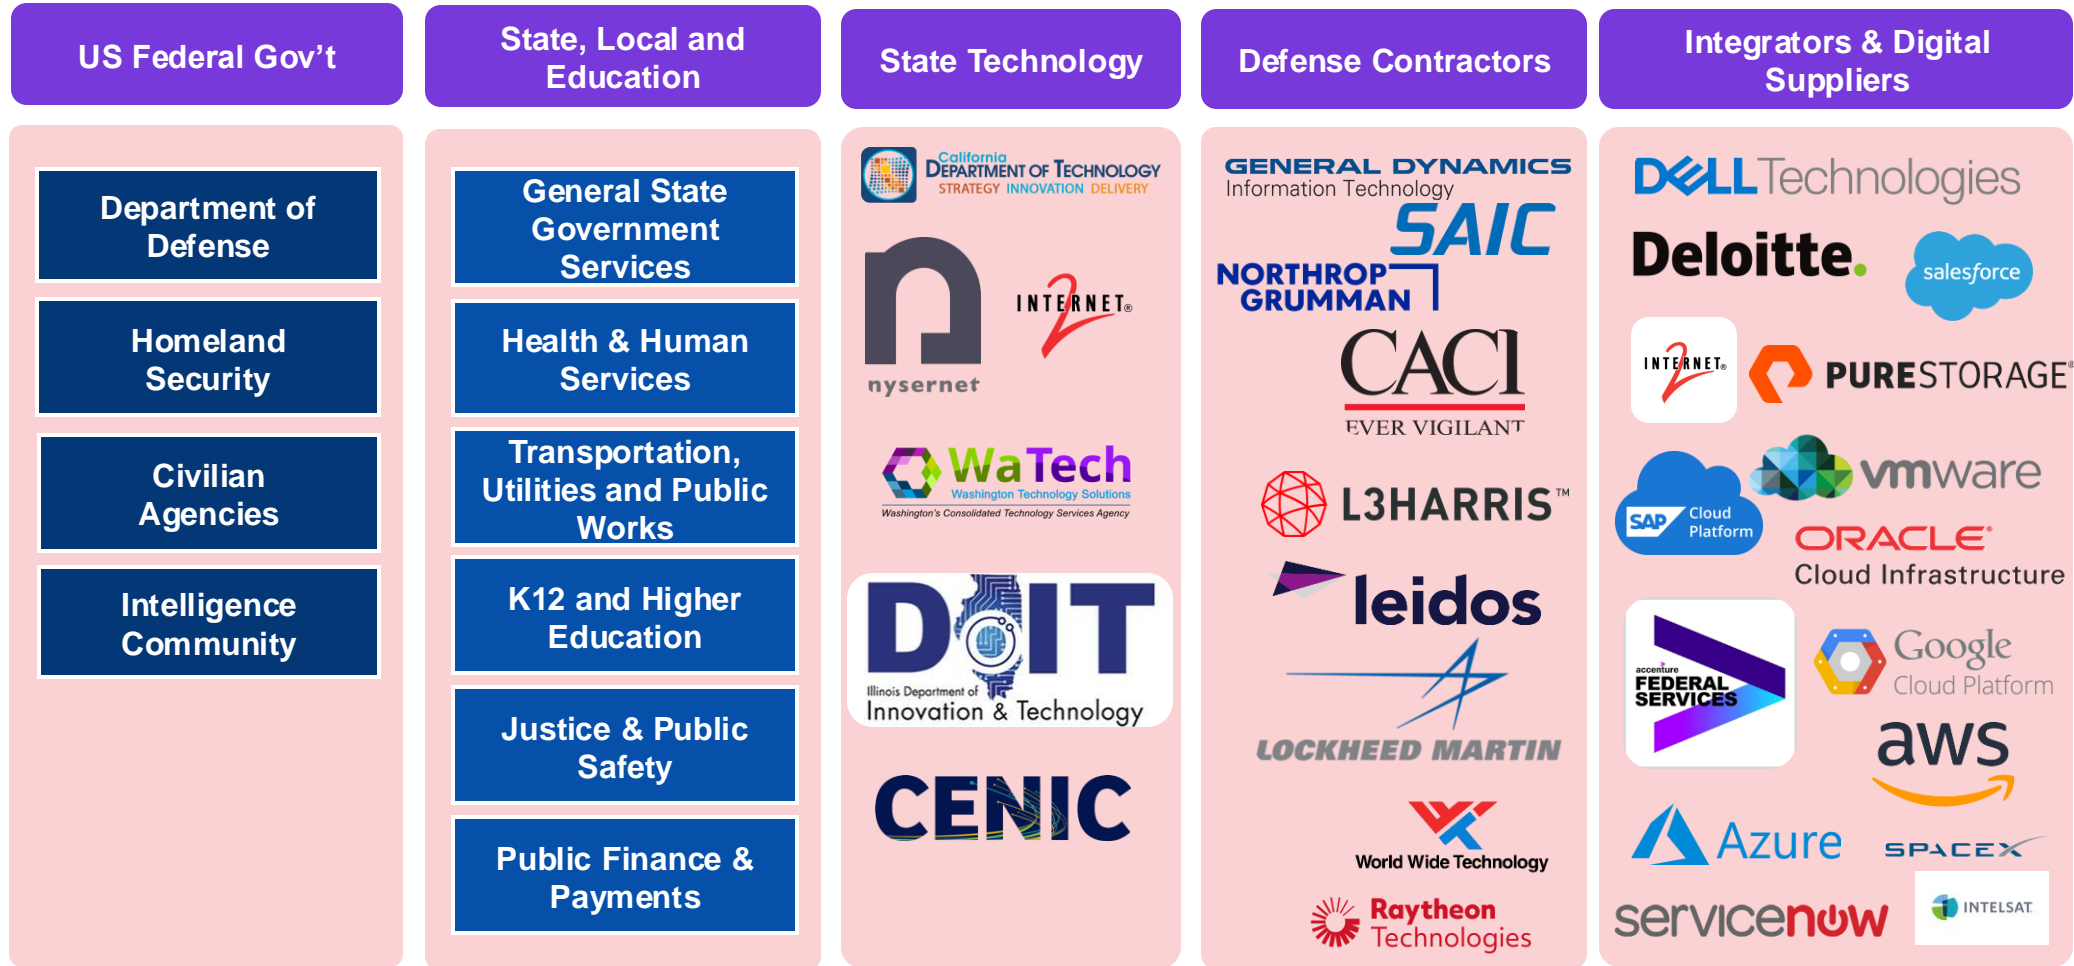 US Federal Gov’t
Department of
Defense
Homeland
Security
Civilian
Agencies
Intelligence
Community
State, Local and
Education
General State
Government
Services
Health & Human
Services
Transportation,
Utilities and Public
Works
K12 and Higher
Education
Justice & Public
Safety
Public Finance &
Payments
State Technology
California
DEPARTMENT OF TECHNOLOGY
STRATEGY INNOVATION DELIVERY
nysernet
INTERNET2®
WaTech
Washington Technology Solutions
Washington's Consolidated Technology Services Agency
DoIT
Illinois Department of
Innovation & Technology
CENIC
Defense Contractors
GENERAL DYNAMICS
Information Technology
SAIC
NORTHROP
GRUMMAN
CACI
EVER VIGILANT
L3HARRIS™
leidos
LOCKHEED MARTIN
World Wide Technology
Raytheon
Technologies
Integrators & Digital
Suppliers
DELL Technologies
Deloitte.
salesforce
INTERNET2®
PURESTORAGE®
vmware
SAP Cloud
Platform
ORACLE®
Cloud Infrastructure
accenture
FEDERAL
SERVICES
Google
Cloud Platform
aws
Azure
SPACEX
servicenow
INTELSAT